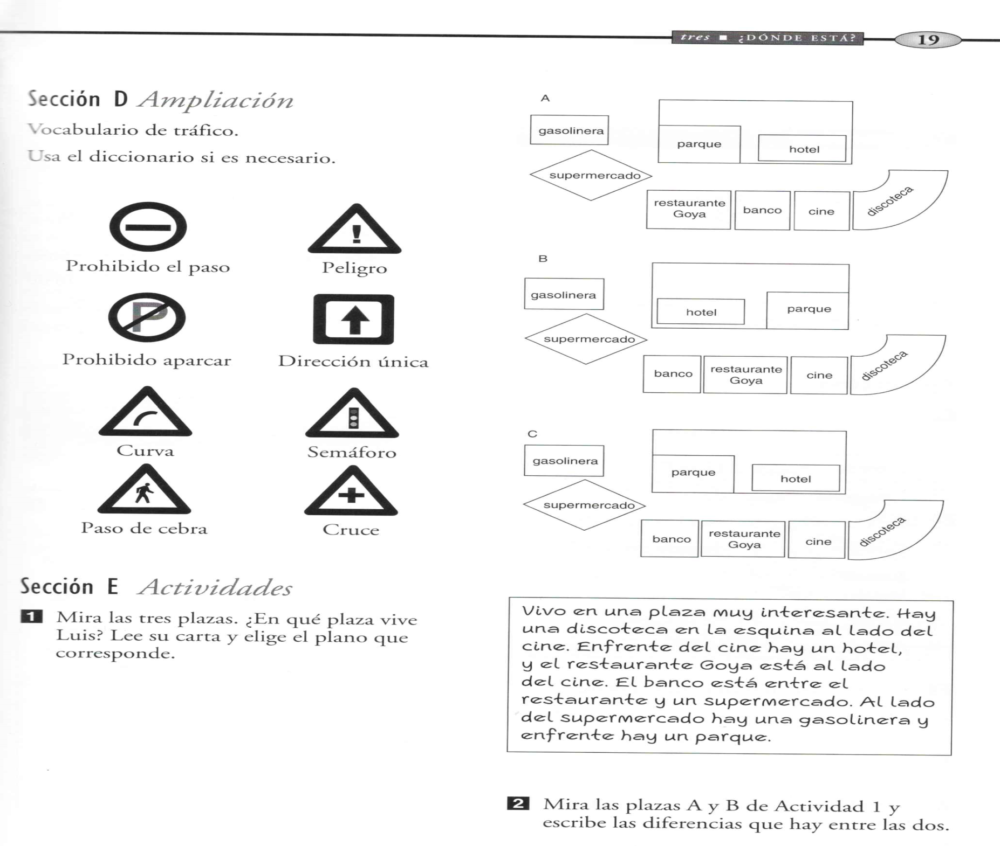 tres ■ ¿DÓNDE ESTÁ?
19
Sección D Ampliación
Vocabulario de tráfico.
Usa el diccionario si es necesario.
Prohibido el paso
!
Peligro
P
Prohibido aparcar
Dirección única
Curva
Semáforo
Paso de cebra
Cruce
Sección E Actividades
1 Mira las tres plazas. ¿En qué plaza vive
Luis? Lee su carta y elige el plano que
corresponde.
A
gasolinera
parque
hotel
supermercado
restaurante
Goya
banco
cine
discoteca
B
gasolinera
hotel
parque
supermercado
banco
restaurante
Goya
cine
discoteca
C
gasolinera
parque
hotel
supermercado
banco
restaurante
Goya
cine
discoteca
Vivo en una plaza muy interesante. Hay
una discoteca en la esquina al lado del
cine. Enfrente del cine hay un hotel,
y el restaurante Goya está al lado
del cine. El banco está entre el
restaurante y un supermercado. Al lado
del supermercado hay una gasolinera y
enfrente hay un parque.
2 Mira las plazas A y B de Actividad 1 y
escribe las diferencias que hay entre las dos.